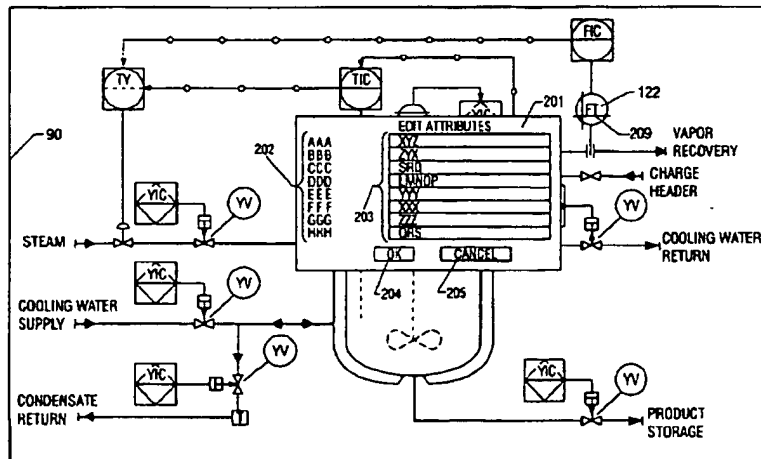 FIC
TY
TIC
YIC
201
FT
122
209
90
202
EDIT ATTRIBUTES
VAPOR
RECOVERY
AAA
BBB
CCC
DDD
EEE
FFF
GGG
HHH
203
XYZ
ZYX
SRQ
LMNOP
YYY
XXX
ZZZ
QRS
CHARGE
HEADER
YIC
YV
YV
STEAM
COOLING WATER
RETURN
OK
CANCEL
204
205
YIC
YV
COOLING WATER
SUPPLY
YIC
YV
CONDENSATE
RETURN
YIC
YV
PRODUCT
STORAGE